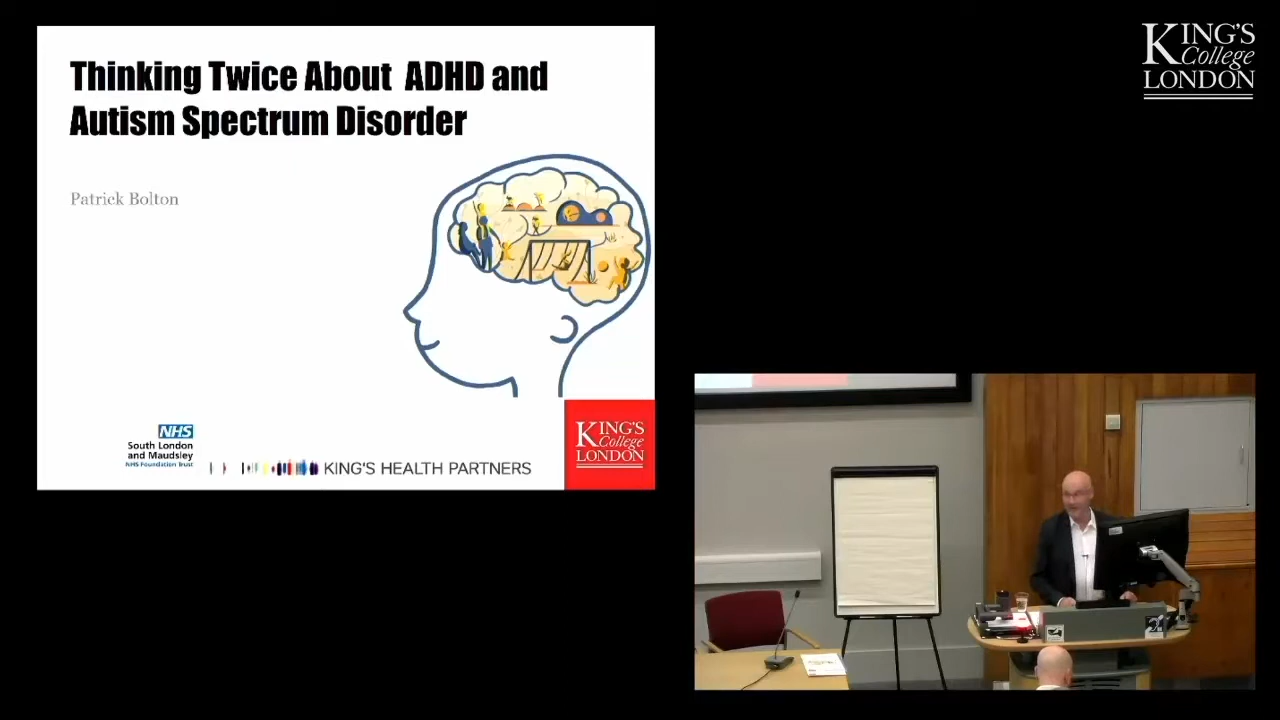 Thinking Twice About ADHD and
Autism Spectrum Disorder
Patrick Bolton
NHS
South London
and Maudsley
NHS Foundation Trust
KING'S HEALTH PARTNERS
KING'S
College
LONDON
KING'S
College
LONDON